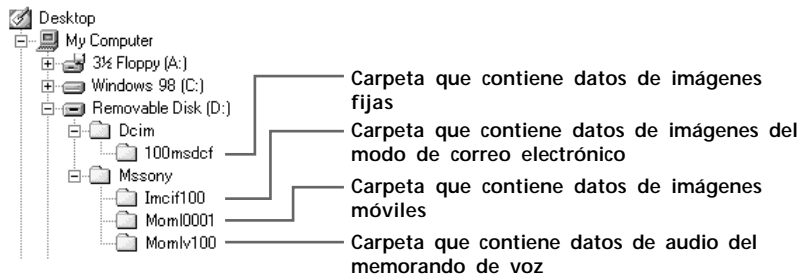 Desktop
My Computer
3½ Floppy (A:)
Windows 98 (C:)
Removable Disk (D:)
Dcim
100msdcf
Mssony
Imcif100
Moml0001
Momlv100
Carpeta que contiene datos de imágenes
fijas
Carpeta que contiene datos de imágenes del
modo de correo electrónico
Carpeta que contiene datos de imágenes
móviles
Carpeta que contiene datos de audio del
memorando de voz